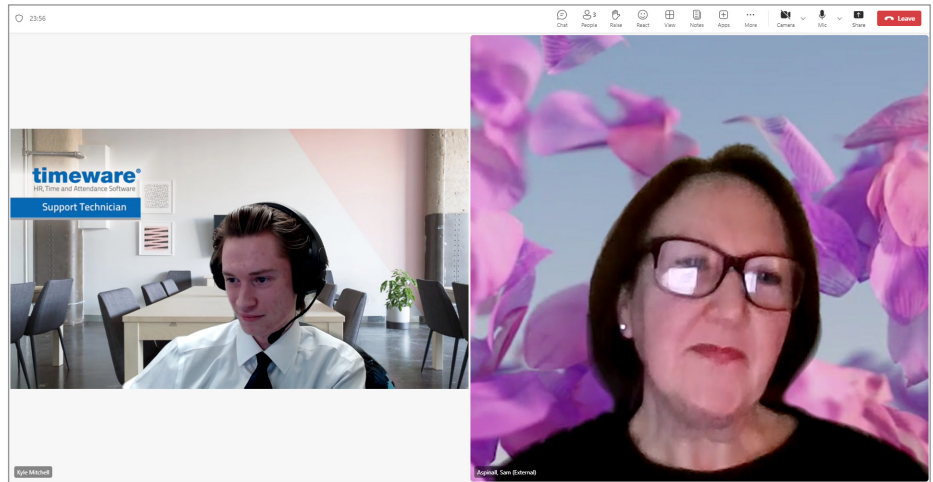 23:56
Chat
3
People
Raise
React
View
Notes
Apps
More
Camera
Mic
Share
Leave
timeware®
HR, Time and Attendance Software
Support Technician
Kyle Mitchell
Aspinall, Sam (External)